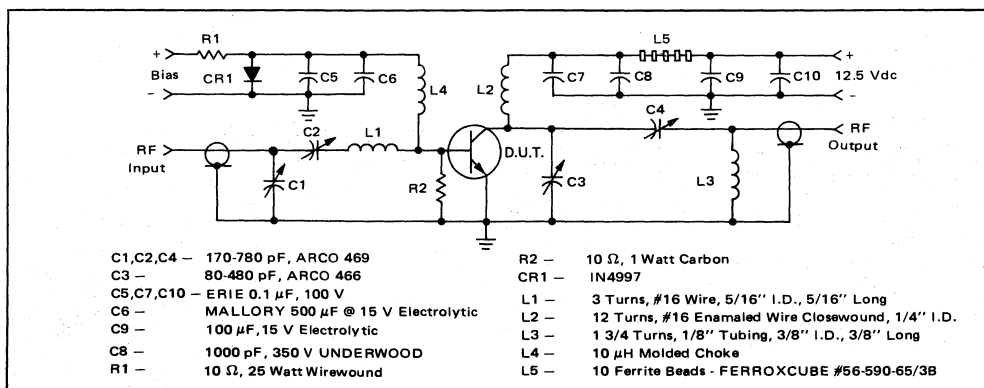 R1
L5
+
+
Bias
CR1
C5
C6
L4
L2
C7
C8
C9
C10
12.5 Vdc
-
-
C4
C2
L1
RF
Input
D.U.T.
RF
Output
C1
R2
C3
L3
C1,C2,C4 – 170-780 pF, ARCO 469
C3 – 80-480 pF, ARCO 466
C5,C7,C10 – ERIE 0.1 μF, 100 V
C6 – MALLORY 500 μF @ 15 V Electrolytic
C9 – 100 μF, 15 V Electrolytic
C8 – 1000 pF, 350 V UNDERWOOD
R1 – 10 Ω, 25 Watt Wirewound
R2 – 10 Ω, 1 Watt Carbon
CR1 – IN4997
L1 – 3 Turns, #16 Wire, 5/16" I.D., 5/16" Long
L2 – 12 Turns, #16 Enamaled Wire Closewound, 1/4" I.D.
L3 – 1 3/4 Turns, 1/8" Tubing, 3/8" I.D., 3/8" Long
L4 – 10 μH Molded Choke
L5 – 10 Ferrite Beads - FERROXCUBE #56-590-65/3B